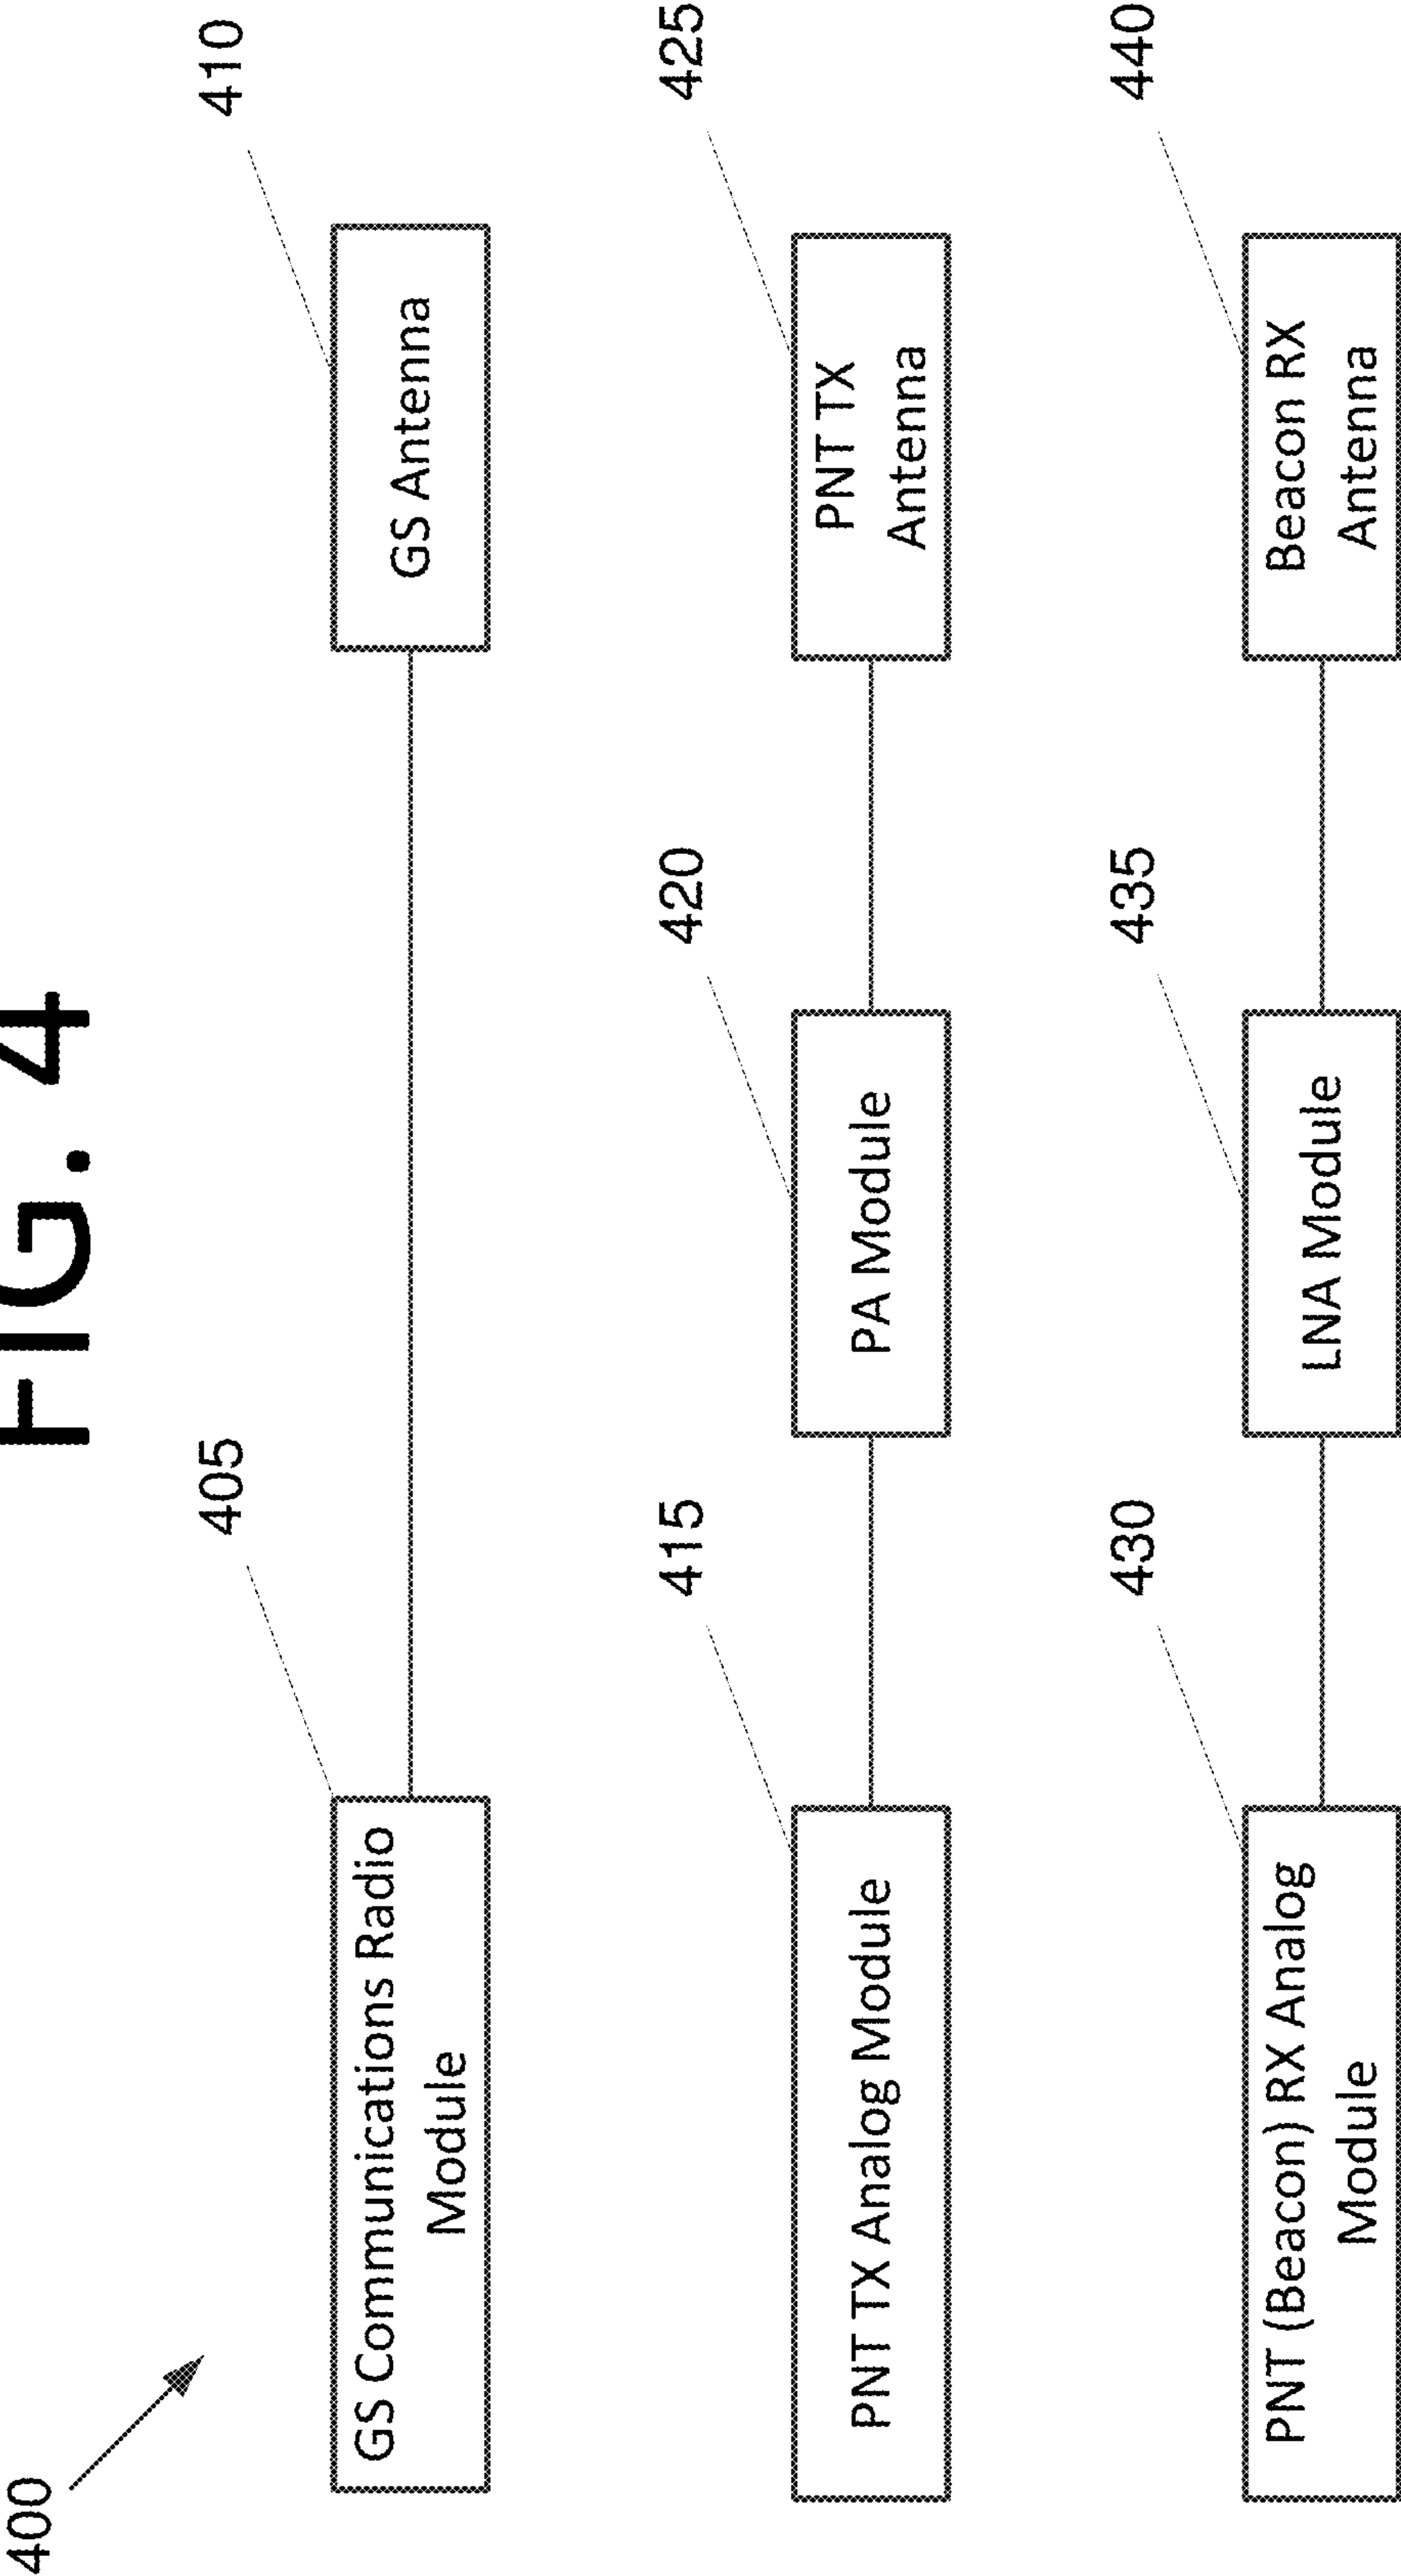 FIG. 4
400
405
410
GS Communications Radio
Module
GS Antenna
415
420
425
PNT TX Analog Module
PA Module
PNT TX
Antenna
430
435
440
PNT (Beacon) RX Analog
Module
LNA Module
Beacon RX
Antenna